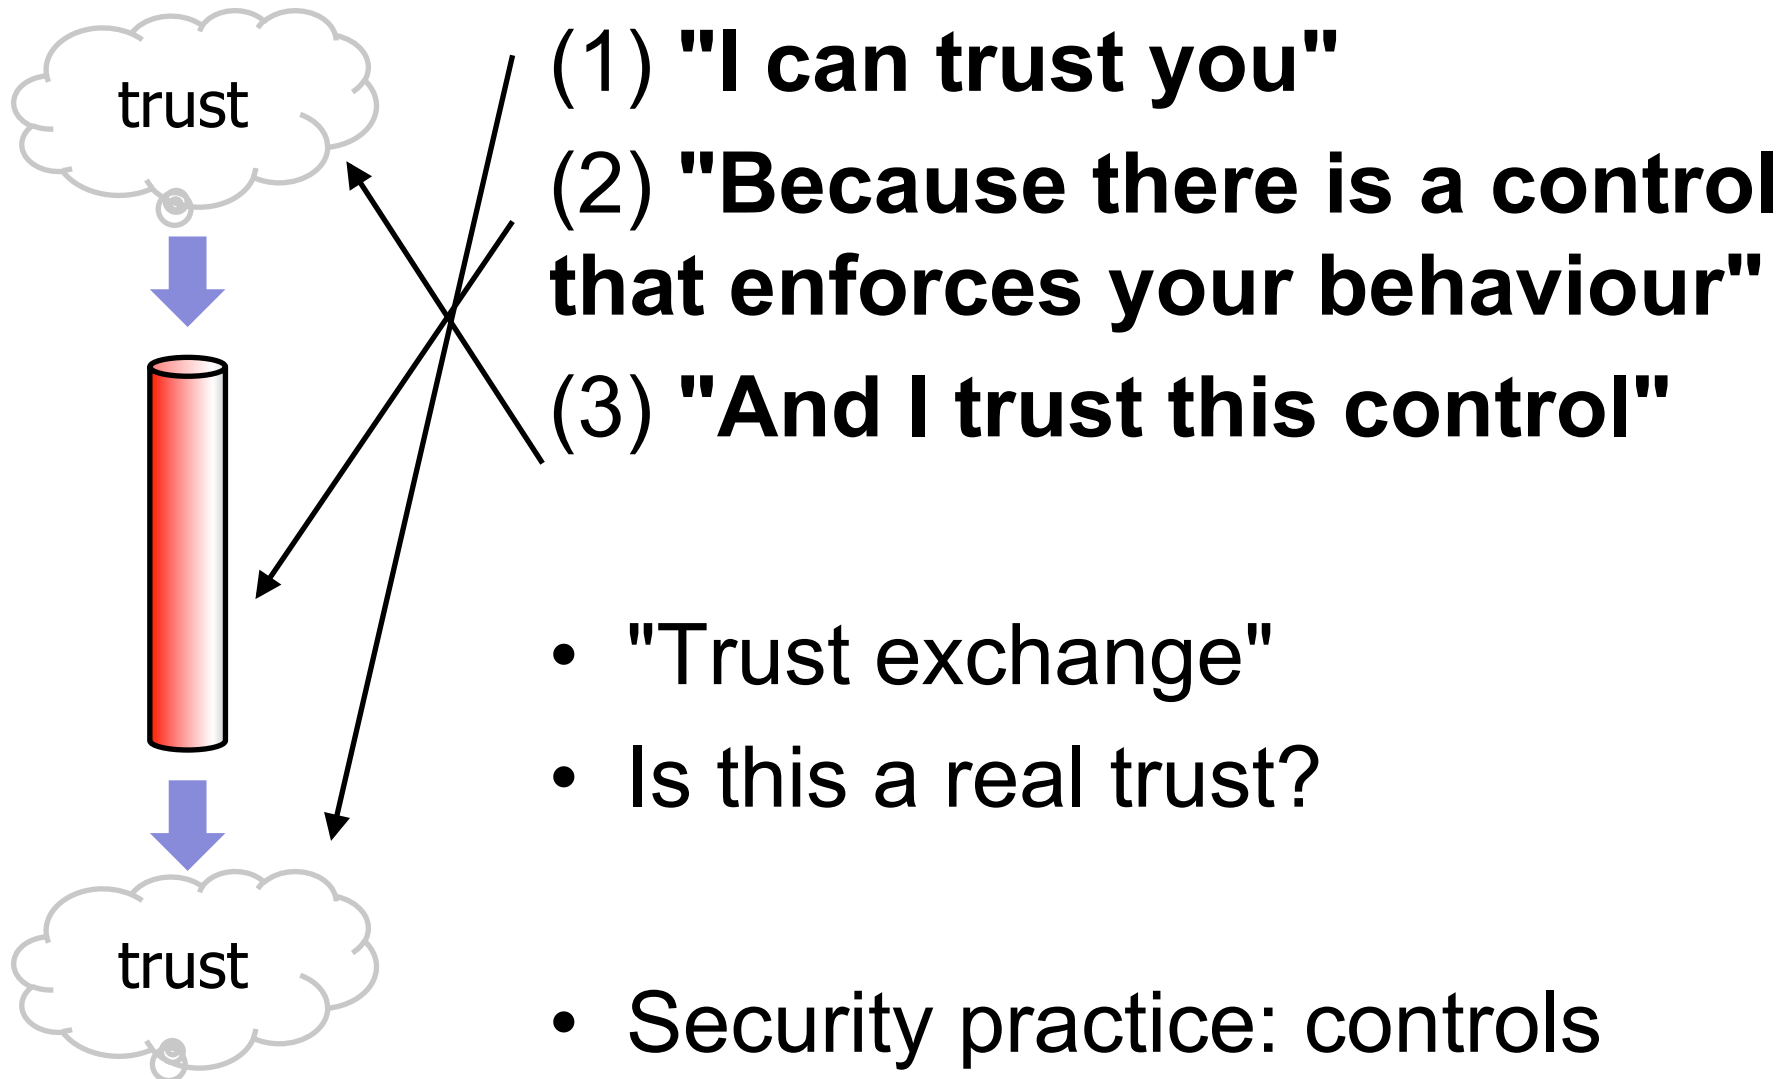 trust
(1) "I can trust you"
(2) "Because there is a control
that enforces your behaviour"
(3) "And I trust this control"
• "Trust exchange"
• Is this a real trust?
trust
• Security practice: controls